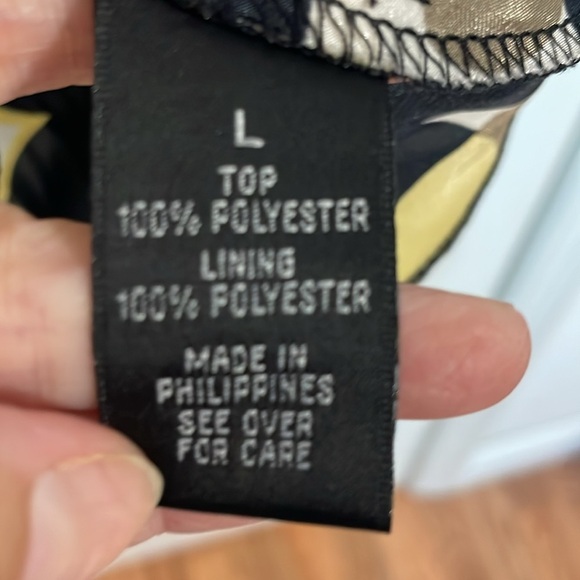 L
TOP
100% POLYESTER
LINING
100% POLYESTER
MADE IN
PHILIPPINES
SEE OVER
FOR CARE